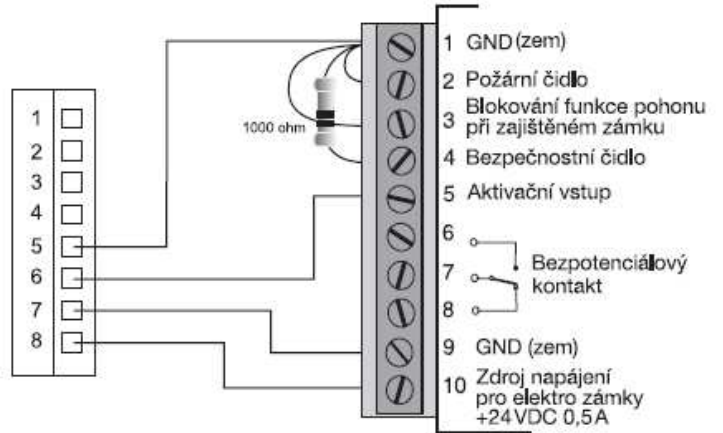 1
2
3
4
5
6
7
8
1000 ohm
1 GND (zem)
2 Požární čidlo
3 Blokování funkce pohonu
při zajištěném zámku
4 Bezpečnostní čidlo
5 Aktivační vstup
6
7
8
Bezpotenciálový
kontakt
9 GND (zem)
10 Zdroj napájení
pro elektro zámky
+24VDC 0,5A